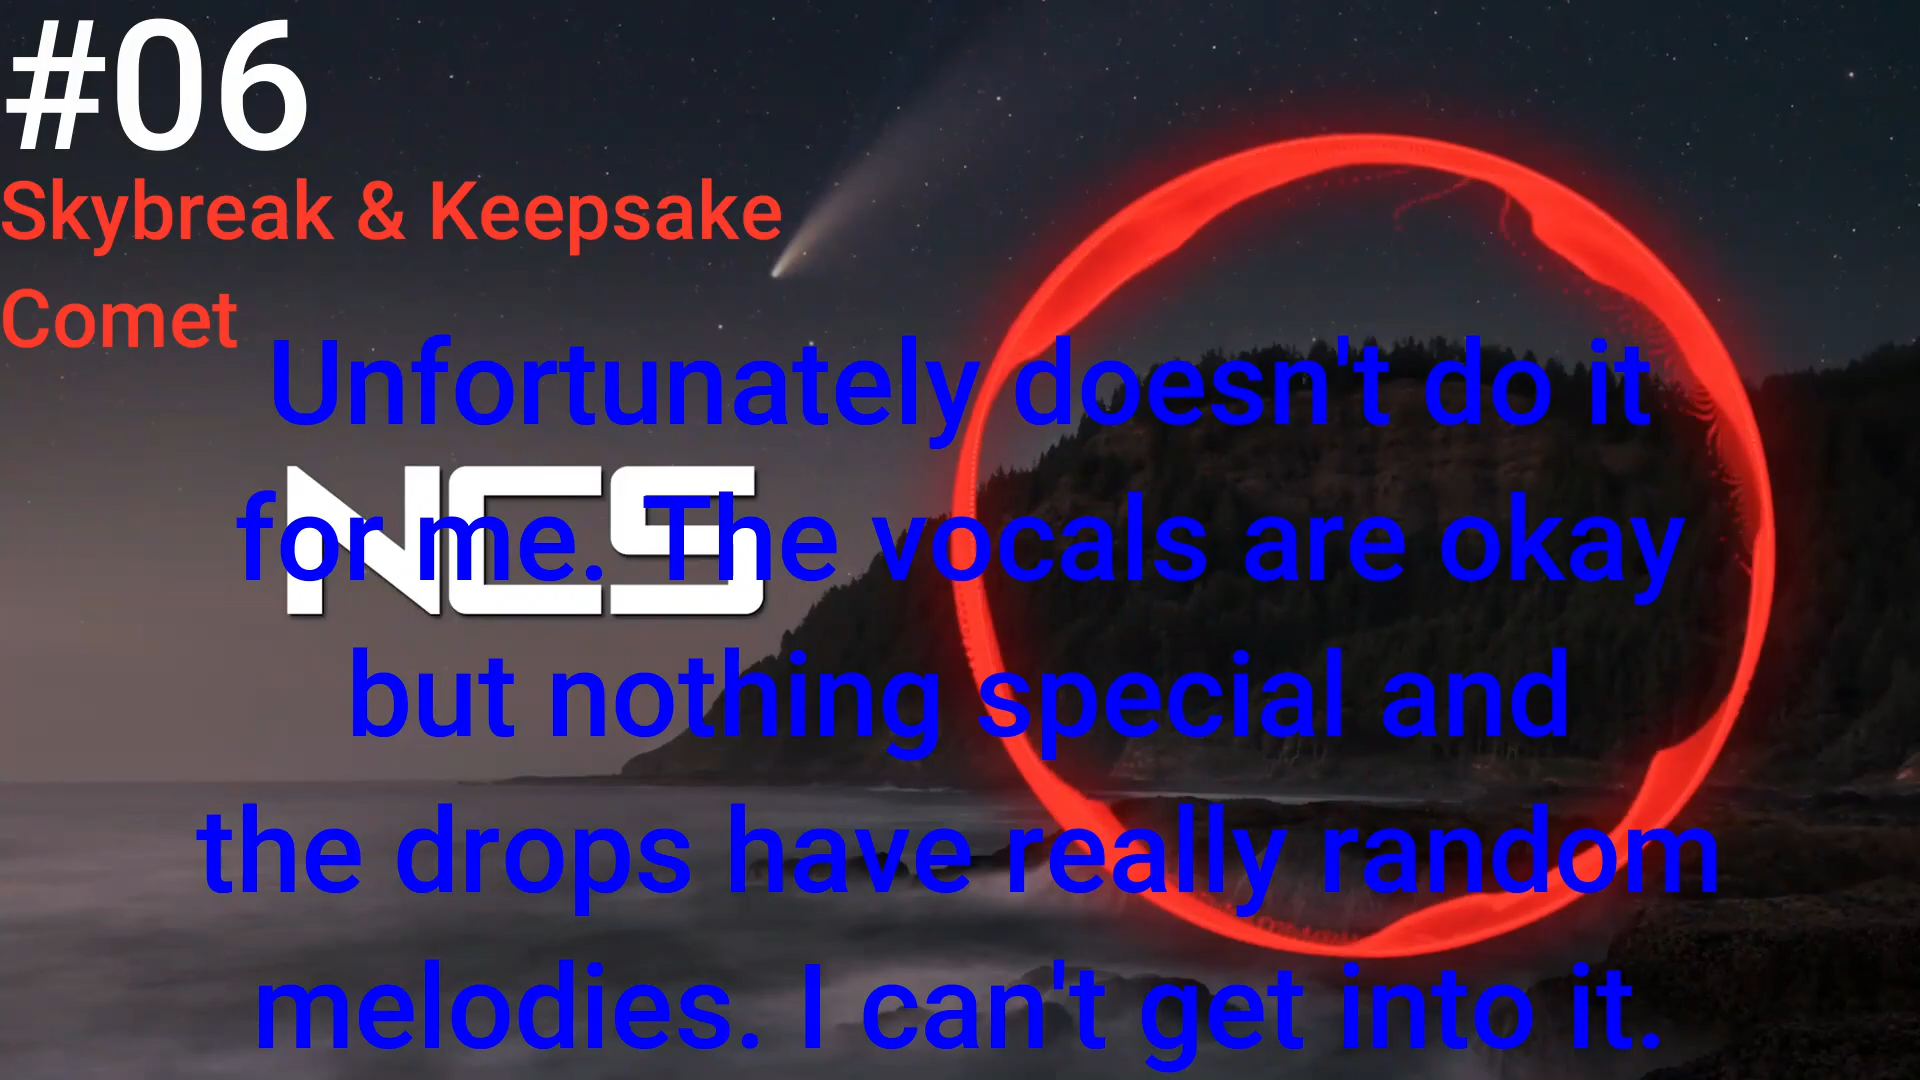 #06
Skybreak & Keepsake
Comet
Unfortunately doesn't do it
NCS
for me. The vocals are okay
but nothing special and
the drops have really random
melodies. I can't get into it.